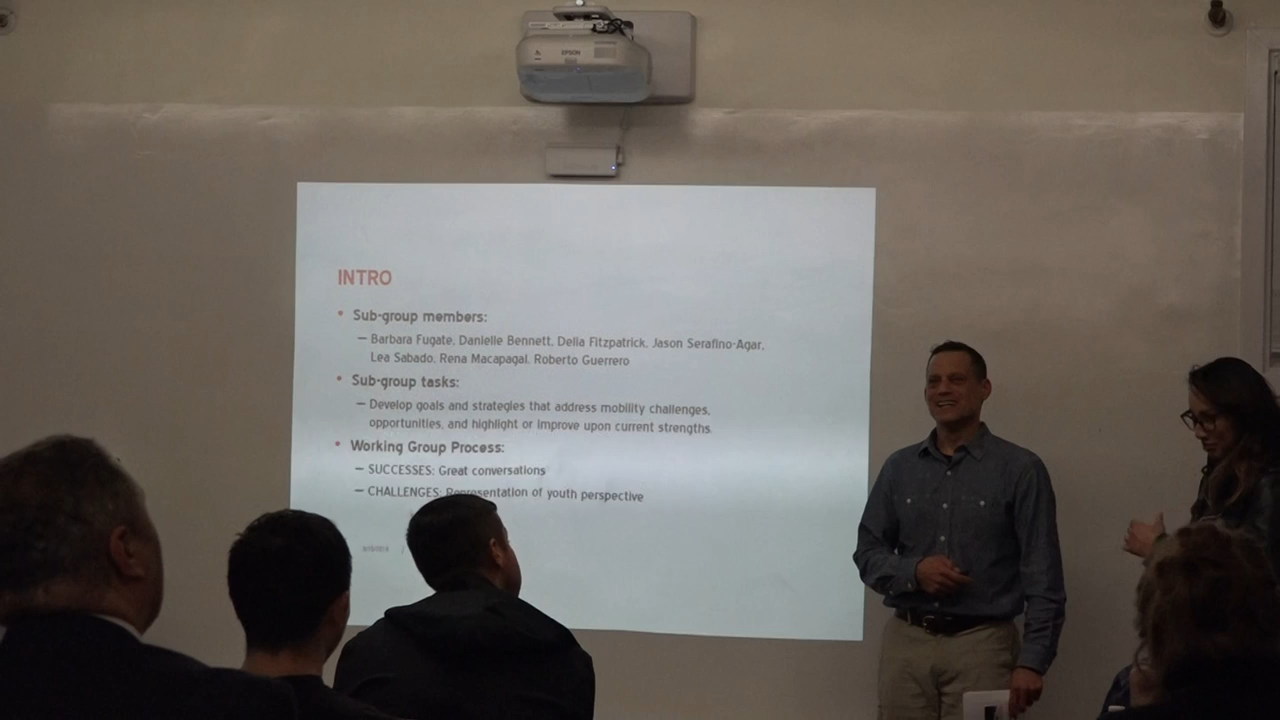 EPSON
INTRO
• Sub-group members:
— Barbara Fugate, Danielle Bennett, Della Fitzpatrick, Jason Serafino-Agar,
Lea Sabado, Rena Macapagal, Roberto Guerrero
• Sub-group tasks:
— Develop goals and strategies that address mobility challenges,
opportunities, and highlight or improve upon current strengths.
• Working Group Process:
— SUCCESSES: Great conversations
— CHALLENGES: Representation of youth perspective